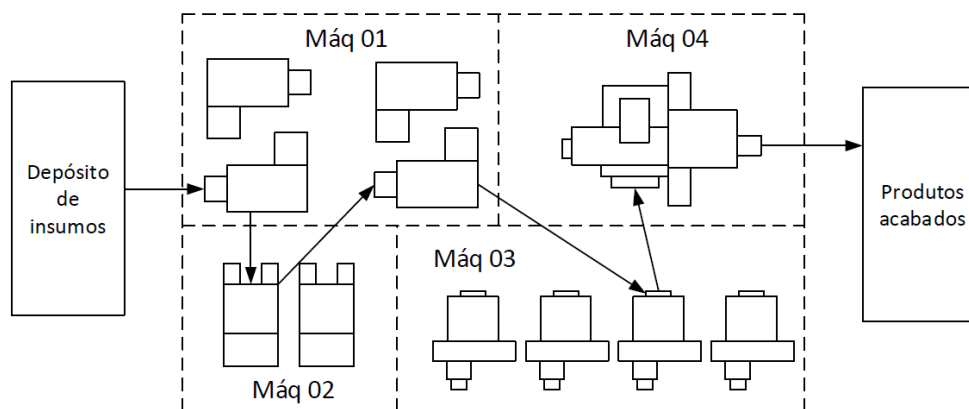 Máq 01
Máq 04
Depósito
de
insumos
Produtos
acabados
Máq 03
Máq 02